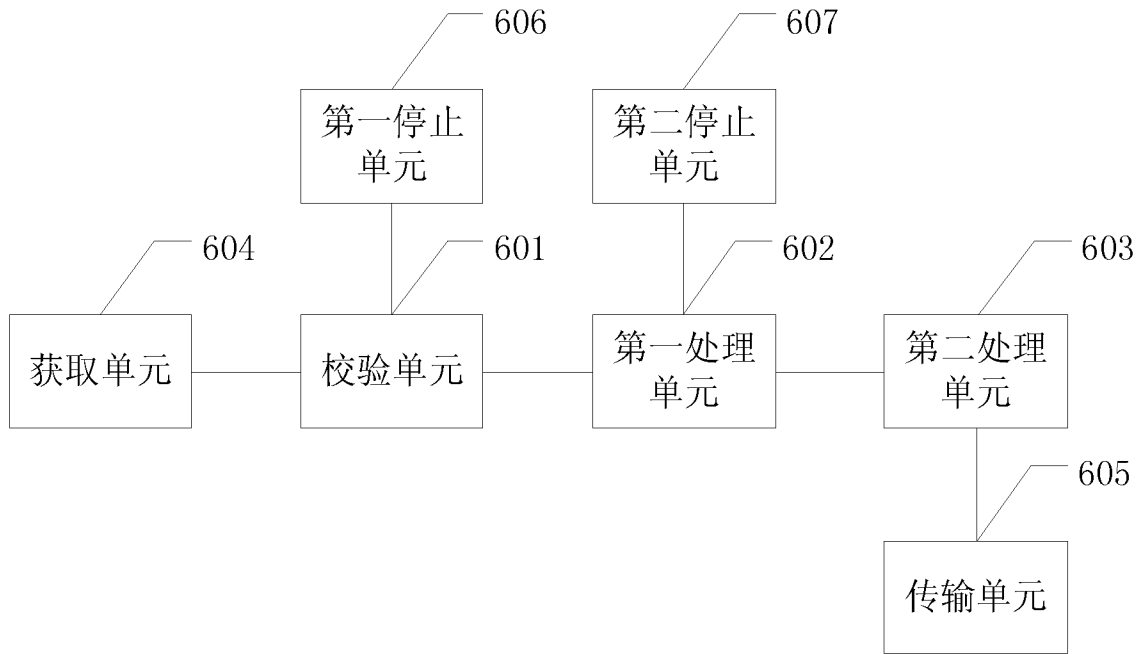 606
607
第一停止
单元
第二停止
单元
604
601
602
603
获取单元
校验单元
第一处理
单元
第二处理
单元
605
传输单元